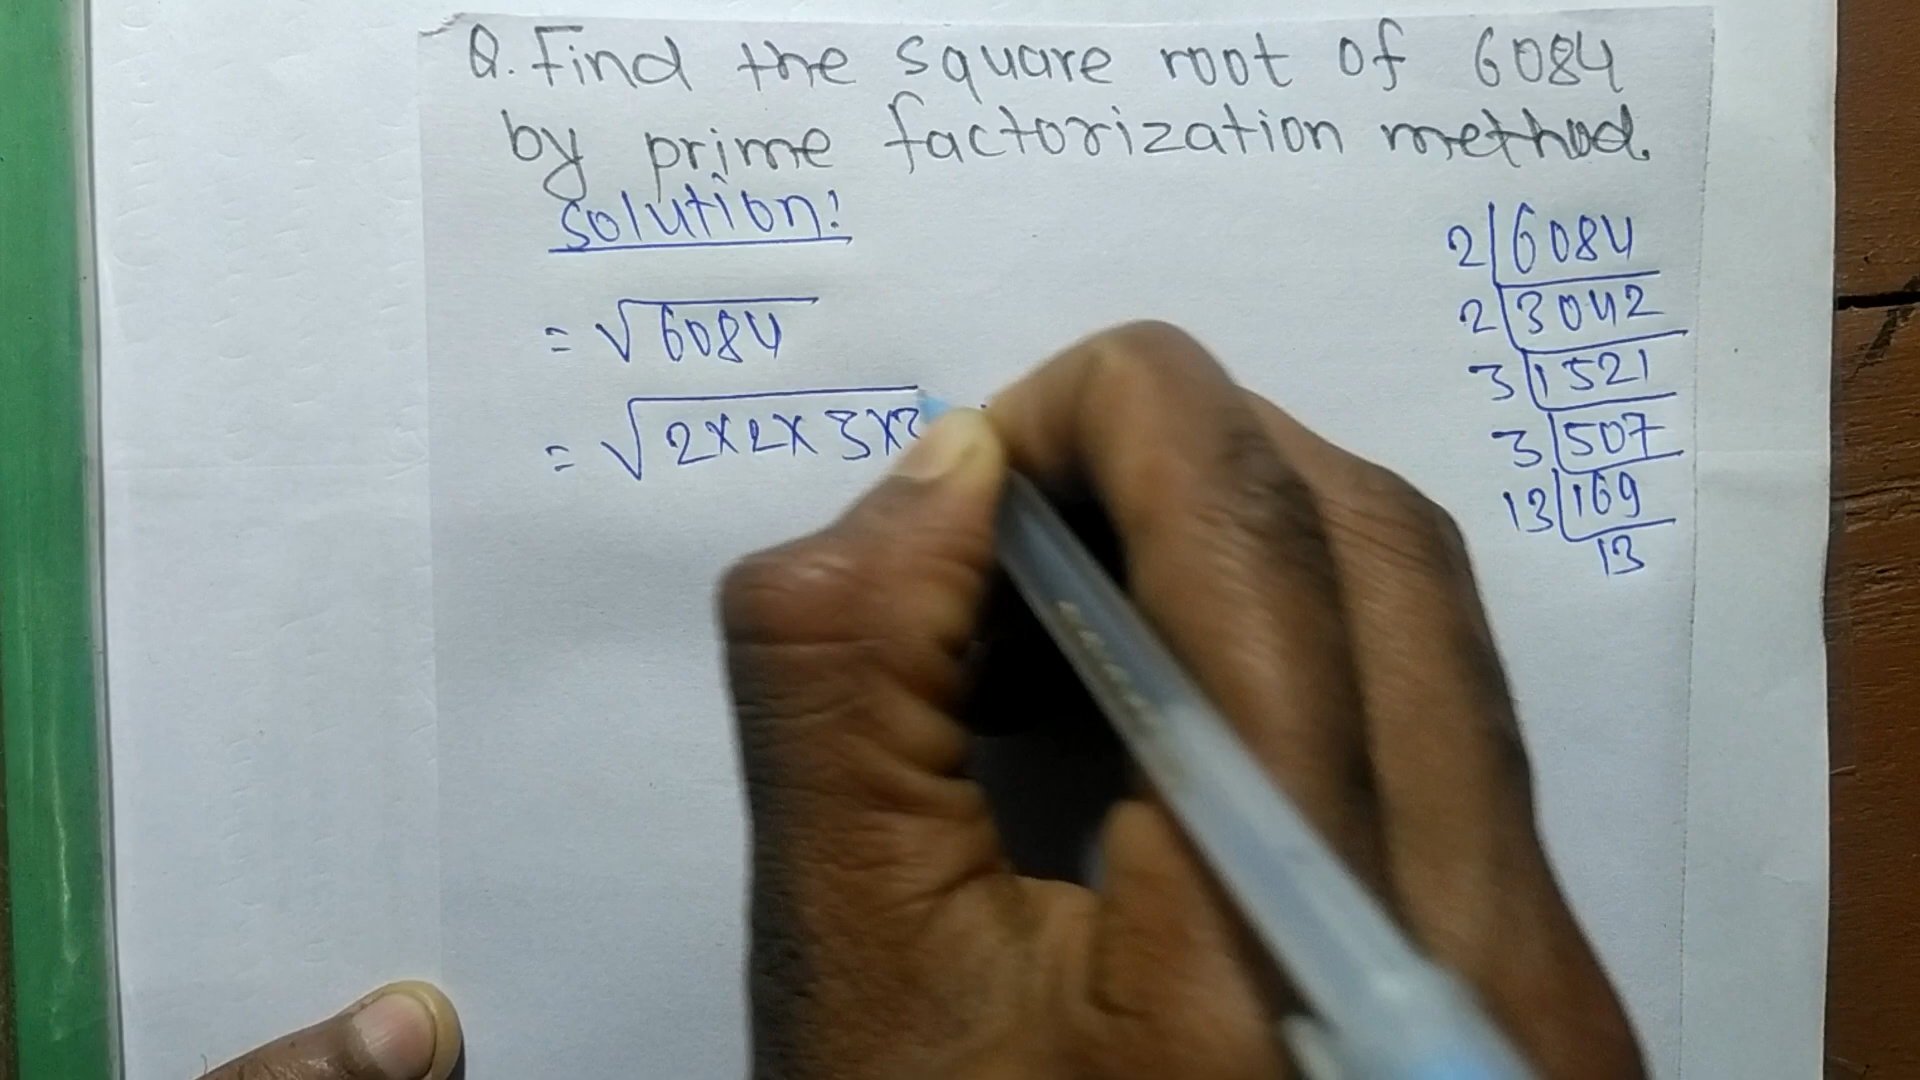 Q. Find the square root of 6084
by prime factorization method.
Solution:
= √6084
= √2×2×3×3
2|6084
2|3042
3|1521
3|507
13|169
13